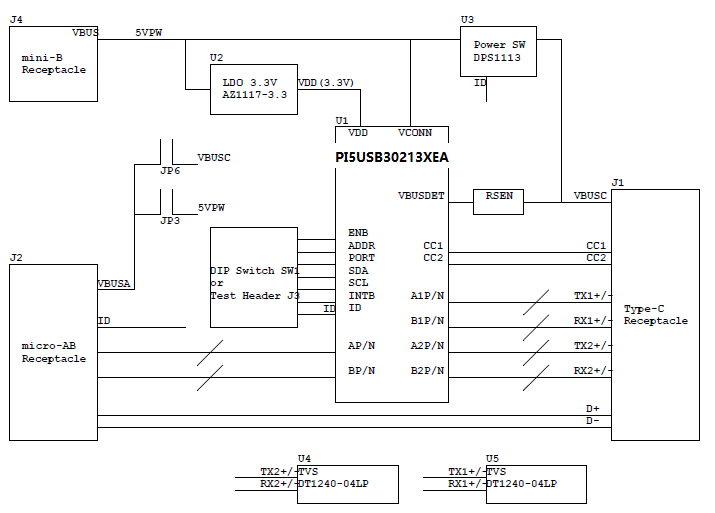 J4
VBUS
5VPW
mini-B
Receptacle
U2
LDO 3.3V
AZ1117-3.3
VDD(3.3V)
U3
Power SW
DPS1113
ID
U1
VDD
VCONN
PI5USB30213XEA
VBUSDET
RSEN
VBUSC
J1
VBUSC
JP6
5VPW
JP3
J2
VBUSA
ID
micro-AB
Receptacle
DIP Switch SW1
or
Test Header J3
ID
ENB
ADDR
PORT
SDA
SCL
INTB
ID
AP/N
BP/N
CC1
CC2
A1P/N
B1P/N
A2P/N
B2P/N
CC1
CC2
TX1+/-
RX1+/-
TX2+/-
RX2+/-
D+
D-
Type-C
Receptacle
U4
TX2+/-
RX2+/-
TVS
DT1240-04LP
U5
TX1+/-
RX1+/-
TVS
DT1240-04LP